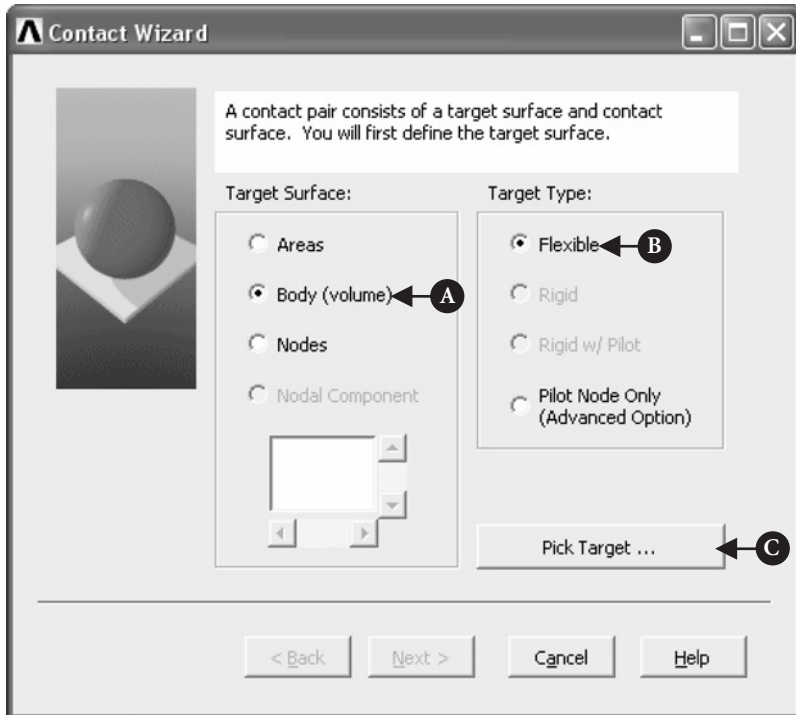 Contact Wizard
A contact pair consists of a target surface and contact
surface. You will first define the target surface.
Target Surface:
Areas
Body (volume)
A
Nodes
Nodal Component
Target Type:
Flexible
B
Rigid
Rigid w/ Pilot
Pilot Node Only
(Advanced Option)
Pick Target ...
C
< Back
Next >
Cancel
Help